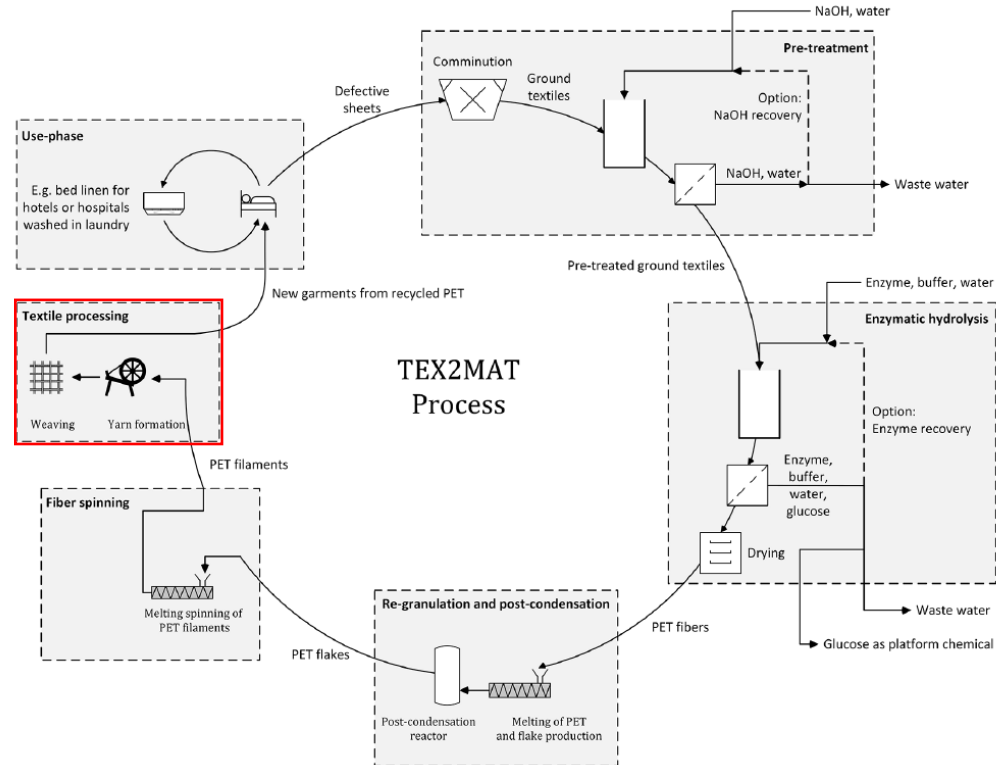 NaOH, water
Pre-treatment
Comminution
Ground
textiles
Defective
sheets
Option:
NaOH recovery
NaOH, water
Waste water
Use-phase
E.g. bed linen for
hotels or hospitals
washed in laundry
Pre-treated ground textiles
Enzyme, buffer, water
Enzymatic hydrolysis
New garments from recycled PET
Textile processing
Weaving
Yarn formation
TEX2MAT
Process
Option:
Enzyme recovery
PET filaments
Enzyme,
buffer,
water,
glucose
Fiber spinning
Drying
Melting spinning of
PET filaments
Re-granulation and post-condensation
PET fibers
Waste water
Glucose as platform chemical
PET flakes
Post-condensation
reactor
Melting of PET
and flake production